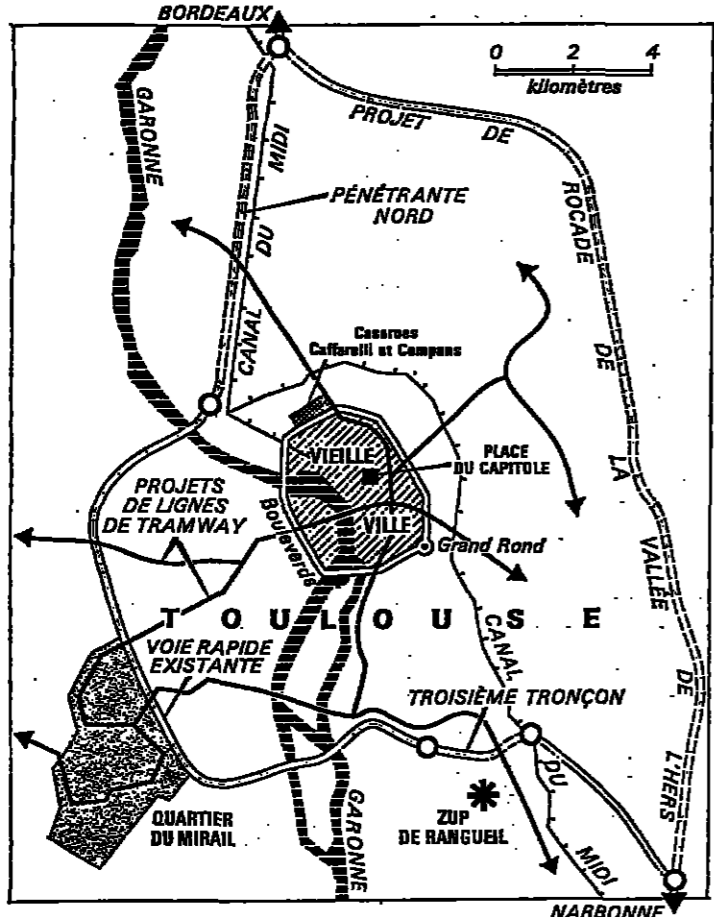 BORDEAUX
0 2 4
kilomètres
GARONNE
PROJET DE ROCADE DE LA VALLÉE DE L'HERS
CANAL DU MIDI
PÉNÉTRANTE
NORD
Casernes
Caffarelli et Compans
VIEILLE
VILLE
PLACE
DU CAPITOLE
PROJETS
DE LIGNES
DE TRAMWAY
Boulevards
Grand Rond
TOULOUSE
VOIE RAPIDE
EXISTANTE
CANAL DU MIDI
TROISIÈME TRONÇON
QUARTIER
DU MIRAIL
GARONNE
ZUP
DE RANGUEIL
NARBONNE